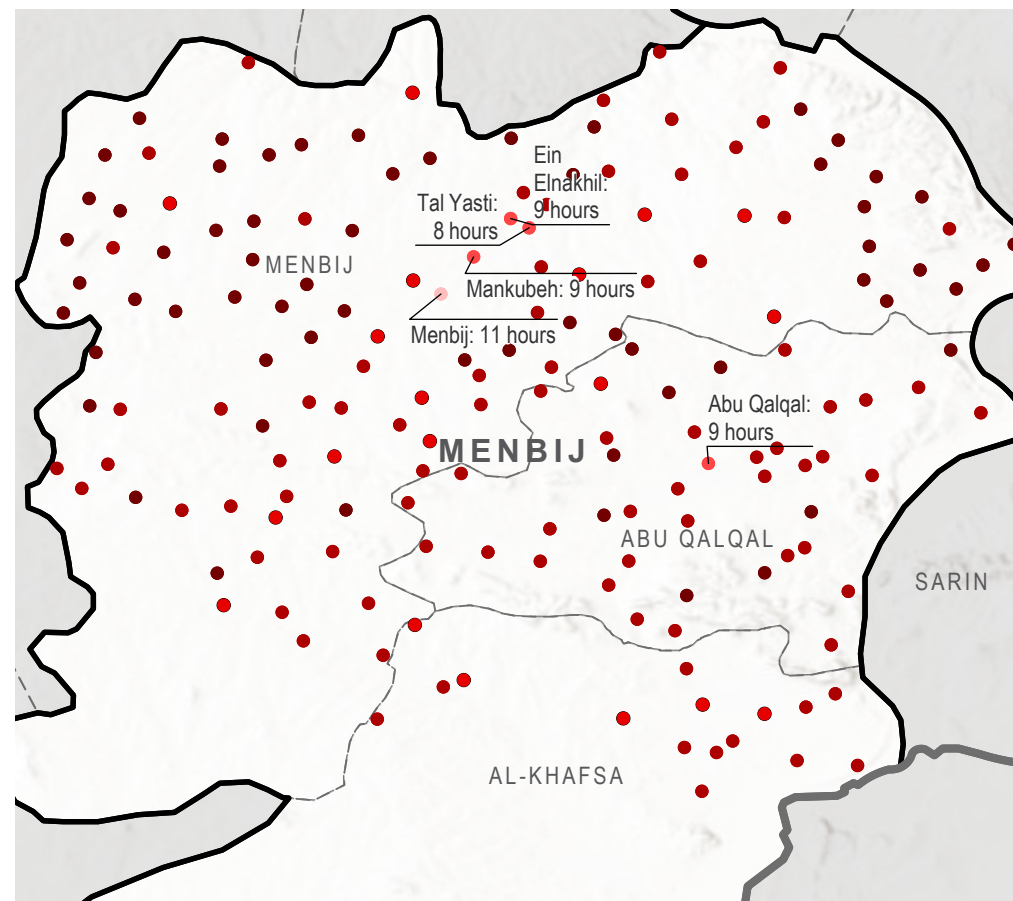 Ein
Elnakhil:
9 hours
Tal Yasti:
8 hours
MENBIJ
Mankubeh: 9 hours
Menbij: 11 hours
Abu Qalqal:
9 hours
MENBIJ
ABU QALQAL
SARIN
AL-KHAFSA